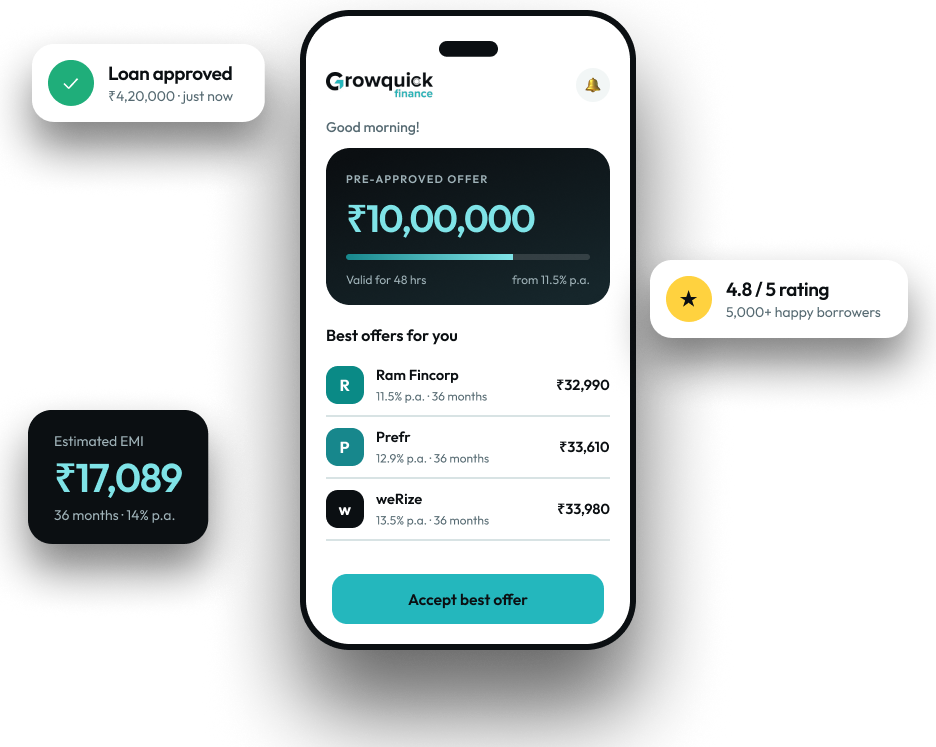 Loan approved
₹4,20,000 · just now
Growquick
finance
Good morning!
PRE-APPROVED OFFER
₹10,00,000
Valid for 48 hrs
from 11.5% p.a.
4.8 / 5 rating
5,000+ happy borrowers
Best offers for you
R
Ram Fincorp
11.5% p.a. · 36 months
₹32,990
P
Prefr
12.9% p.a. · 36 months
₹33,610
w
weRize
13.5% p.a. · 36 months
₹33,980
Estimated EMI
₹17,089
36 months · 14% p.a.
Accept best offer